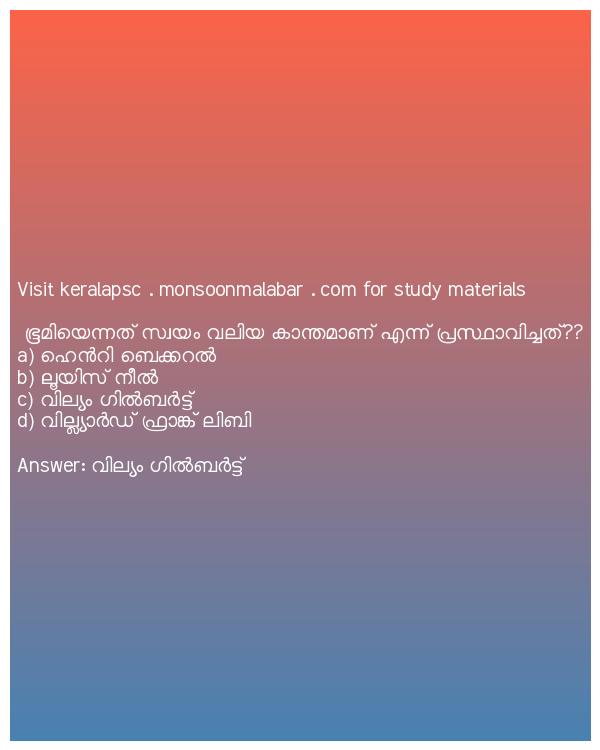 Visit keralapsc . monsoonmalabar . com for study materials
ഭൂമിയെന്നത് സ്വയം വലിയ കാന്തമാണ് എന്ന് പ്രസ്ഥാവിച്ചത്??
a) ഹെൻറി ബെക്കറൽ
b) ലൂയിസ് നീൽ
c) വില്യം ഗിൽബർട്ട്
d) വില്ല്യാർഡ് ഫ്രാങ്ക് ലിബി
Answer: വില്യം ഗിൽബർട്ട്